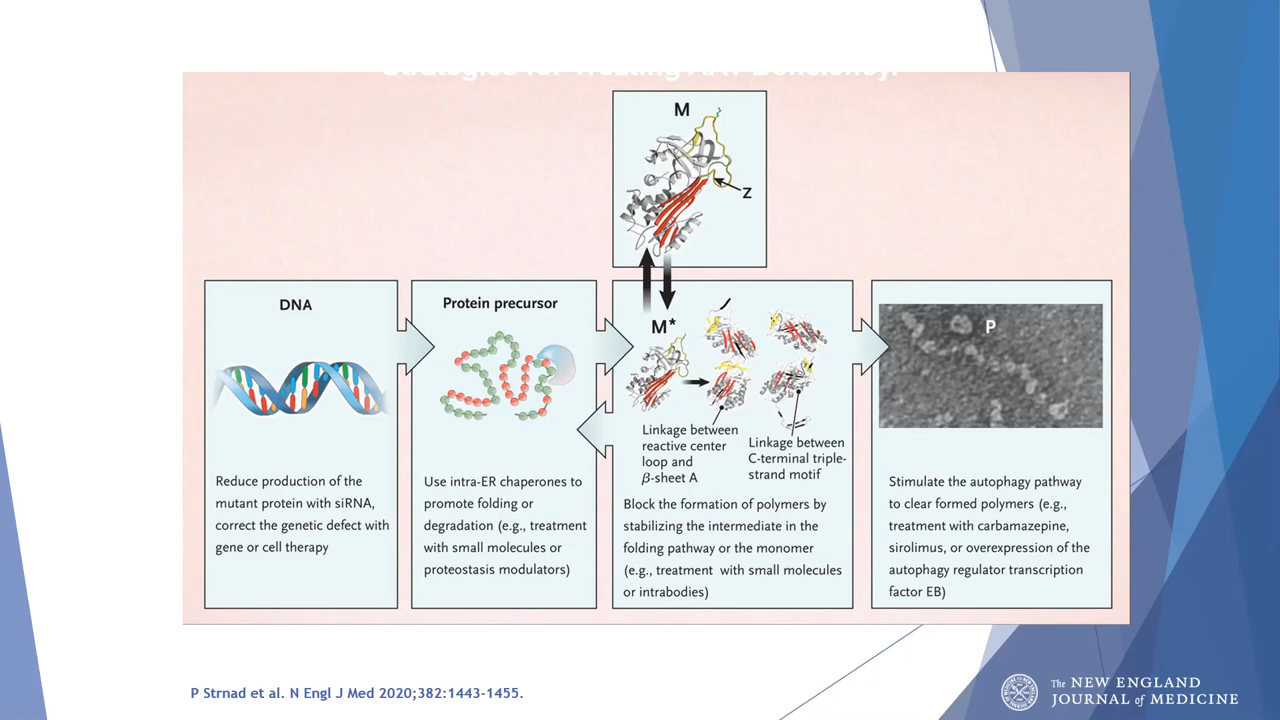 Strategies for Treating AAT Deficiency.
M
Z
DNA
Reduce production of the
mutant protein with siRNA,
correct the genetic defect with
gene or cell therapy
Protein precursor
Use intra-ER chaperones to
promote folding or
degradation (e.g., treatment
with small molecules or
proteostasis modulators)
M*
Linkage between
reactive center
loop and
β-sheet A
Linkage between
C-terminal triple-
strand motif
Block the formation of polymers by
stabilizing the intermediate in the
folding pathway or the monomer
(e.g., treatment with small molecules
or intrabodies)
P
Stimulate the autophagy pathway
to clear formed polymers (e.g.,
treatment with carbamazepine,
sirolimus, or overexpression of the
autophagy regulator transcription
factor EB)
P Strnad et al. N Engl J Med 2020;382:1443-1455.
The NEW ENGLAND
JOURNAL of MEDICINE